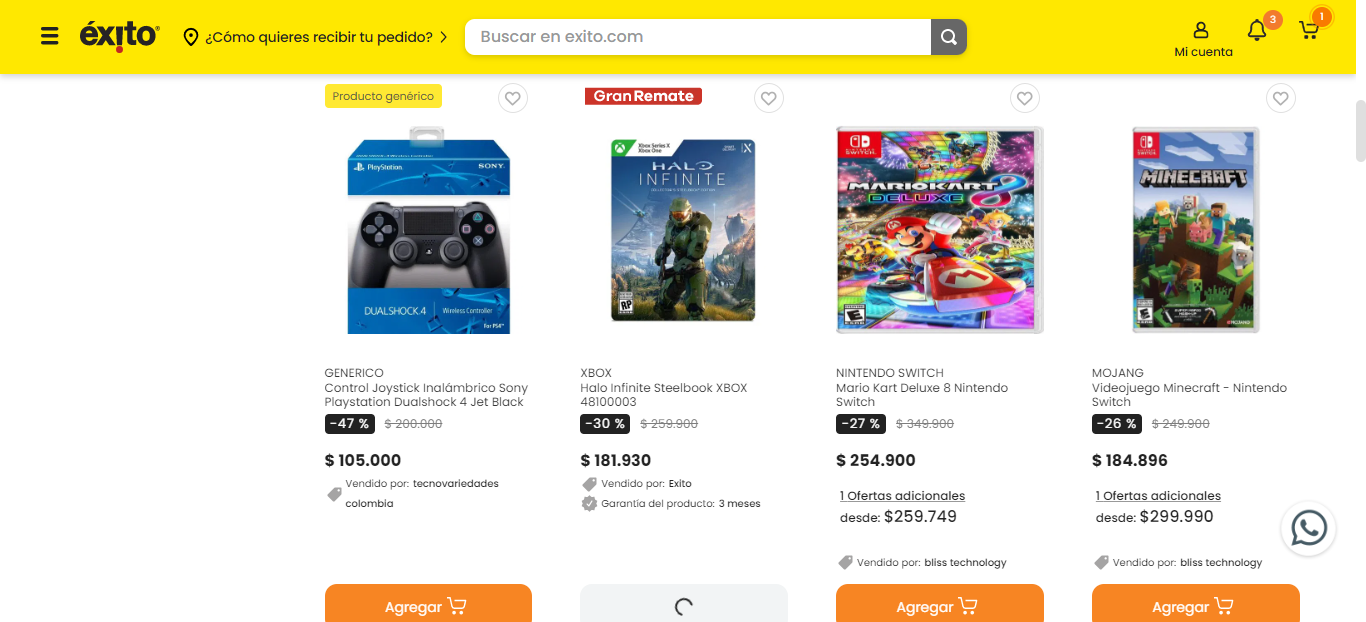 éxito
¿Cómo quieres recibir tu pedido?
Buscar en exito.com
Mi cuenta
3
1
Producto genérico
PlayStation
SONY
DUALSHOCK 4
Wireless Controller
For PS4
GENERICO
Control Joystick Inalámbrico Sony
Playstation Dualshock 4 Jet Black
-47 %
$ 200.000
$ 105.000
Vendido por: tecnovariedades
colombia
Agregar
Gran Remate
Xbox Series X
Xbox One
HALO
INFINITE
RP
XBOX
Halo Infinite Steelbook XBOX
48100003
-30 %
$ 259.900
$ 181.930
Vendido por: Exito
Garantía del producto: 3 meses
MARIOKART 8
DELUXE
E
NINTENDO SWITCH
Mario Kart Deluxe 8 Nintendo
Switch
-27 %
$ 349.900
$ 254.900
1 Ofertas adicionales
desde: $259.749
Vendido por: bliss technology
Agregar
MINECRAFT
MOJANG
Videojuego Minecraft - Nintendo
Switch
-26 %
$ 249.900
$ 184.896
1 Ofertas adicionales
desde: $299.990
Vendido por: bliss technology
Agregar